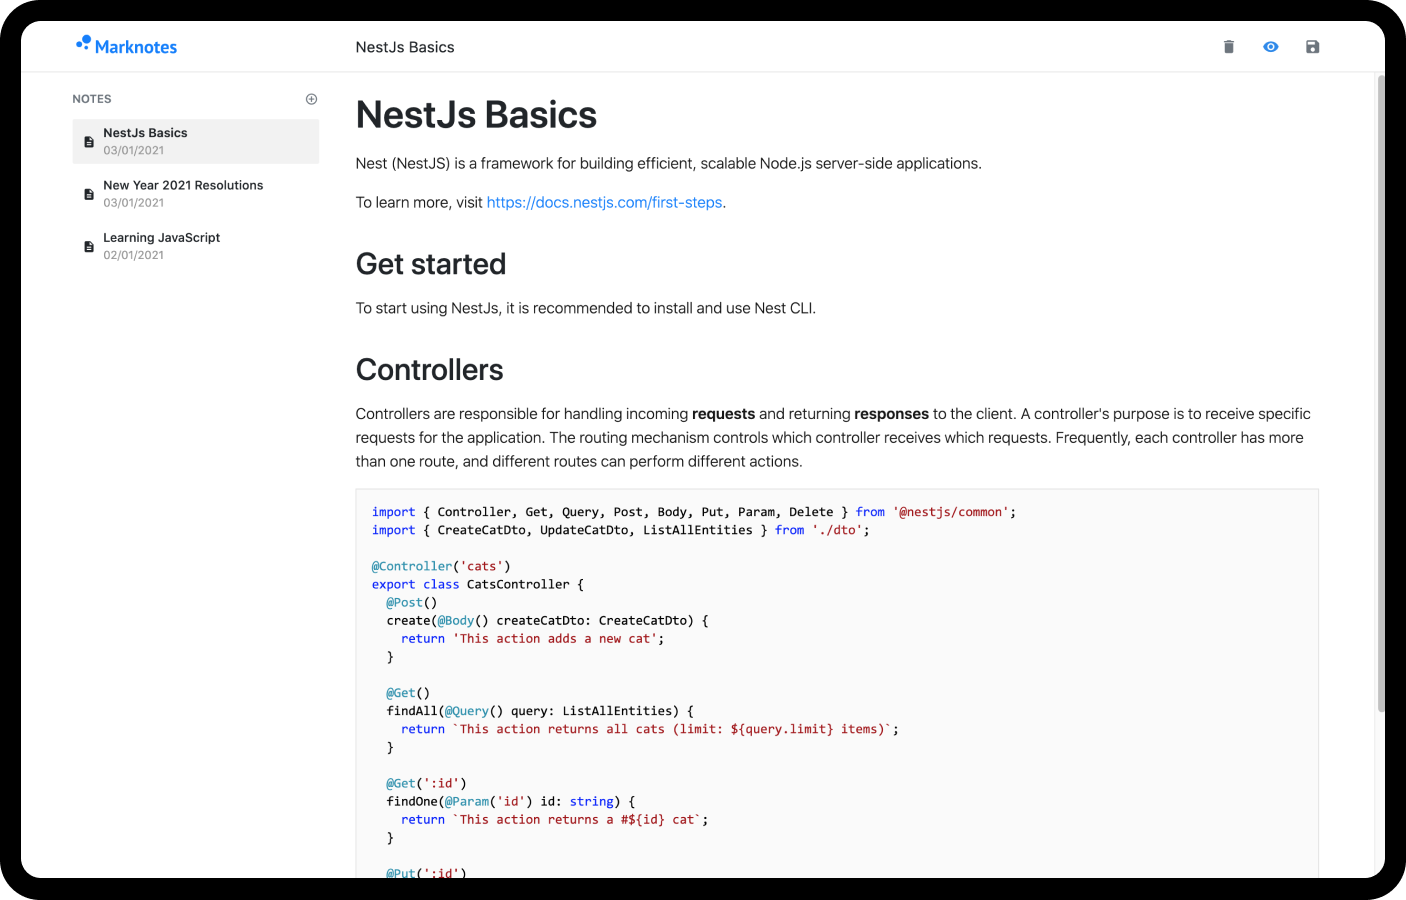 Marknotes
NestJs Basics
NOTES
NestJs Basics
03/01/2021
New Year 2021 Resolutions
03/01/2021
Learning JavaScript
02/01/2021
NestJs Basics
Nest (NestJS) is a framework for building efficient, scalable Node.js server-side applications.
To learn more, visit https://docs.nestjs.com/first-steps.
Get started
To start using NestJs, it is recommended to install and use Nest CLI.
Controllers
Controllers are responsible for handling incoming requests and returning responses to the client. A controller's purpose is to receive specific
requests for the application. The routing mechanism controls which controller receives which requests. Frequently, each controller has more
than one route, and different routes can perform different actions.
import { Controller, Get, Query, Post, Body, Put, Param, Delete } from '@nestjs/common';
import { CreateCatDto, UpdateCatDto, ListAllEntities } from './dto';
@Controller('cats')
export class CatsController {
  @Post()
  create(@Body() createCatDto: CreateCatDto) {
    return 'This action adds a new cat';
  }
  @Get()
  findAll(@Query() query: ListAllEntities) {
    return `This action returns all cats (limit: ${query.limit} items)`;
  }
  @Get(':id')
  findOne(@Param('id') id: string) {
    return `This action returns a #${id} cat`;
  }
  @Put(':id')